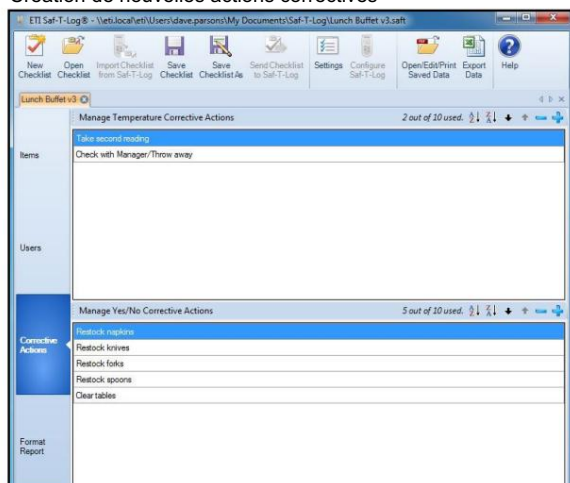 Création de nouvelles actions correctives
ETI Saf-T-Log® - \\eti.local\eti\Users\dave.parsons\My Documents\Saf-T-Log\Lunch Buffet v3.saft
New Checklist
Open Checklist
Import Checklist from Saf-T-Log
Save Checklist
Save Checklist As
Send Checklist to Saf-T-Log
Settings
Configure Saf-T-Log
Open/Edit/Print Saved Data
Export Data
Help
Lunch Buffet v3
Manage Temperature Corrective Actions 2 out of 10 used.
Take second reading
Check with Manager/Throw away
Items
Users
Corrective Actions
Format Report
Manage Yes/No Corrective Actions 5 out of 10 used.
Restock napkins
Restock knives
Restock forks
Restock spoons
Clear tables